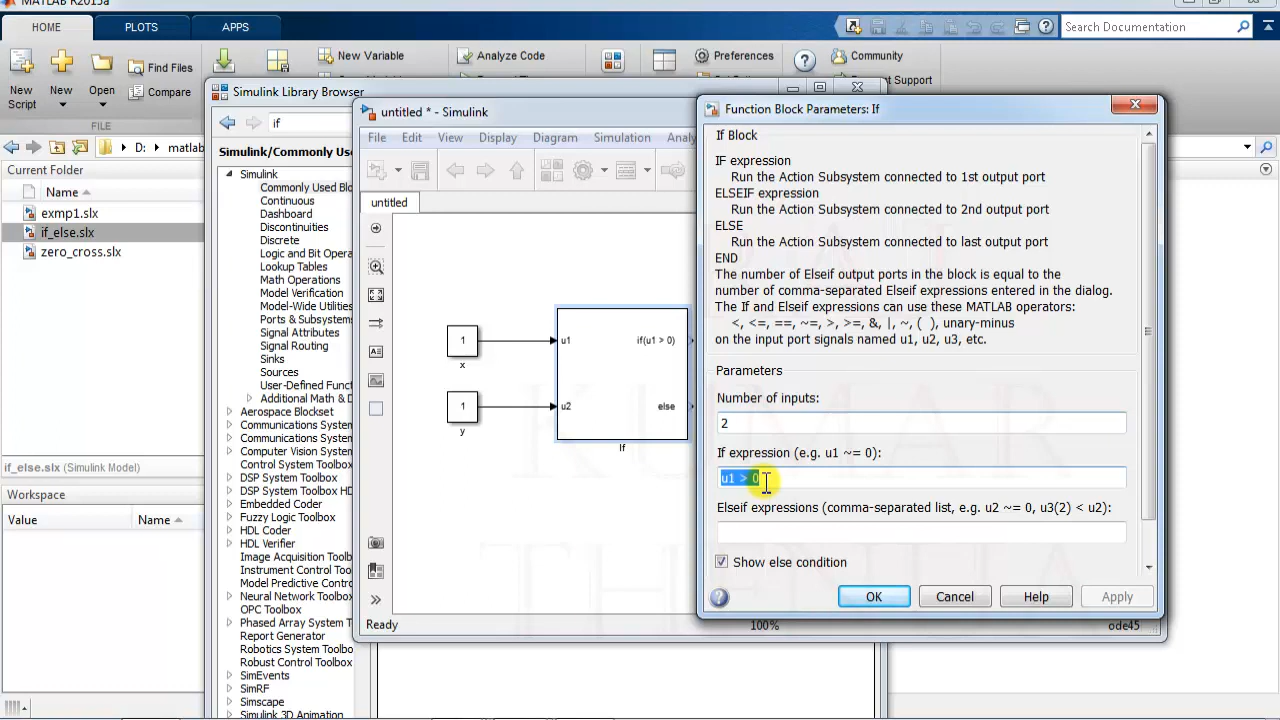 MATLAB R2015a
HOME PLOTS APPS
Search Documentation
New Variable Analyze Code Preferences Community
Find Files
New Script New Open Compare Support
FILE
D: matlab
Current Folder
Name
exmp1.slx
if_else.slx
zero_cross.slx
if_else.slx (Simulink Model)
Workspace
Value Name
Simulink Library Browser
if
Simulink/Commonly Used
Simulink
Commonly Used Blo
Continuous
Dashboard
Discontinuities
Discrete
Logic and Bit Opera
Lookup Tables
Math Operations
Model Verification
Model-Wide Utilities
Ports & Subsystems
Signal Attributes
Signal Routing
Sinks
Sources
User-Defined Funct
Additional Math & D
Aerospace Blockset
Communications System
Communications System
Computer Vision System
Control System Toolbox
DSP System Toolbox
DSP System Toolbox HD
Embedded Coder
Fuzzy Logic Toolbox
HDL Coder
HDL Verifier
Image Acquisition Toolbo
Instrument Control Toolbo
Model Predictive Contro
Neural Network Toolbox
OPC Toolbox
Phased Array System To
Report Generator
Robotics System Toolbo
Robust Control Toolbox
SimEvents
SimRF
Simscape
Simulink 3D Animation
untitled * - Simulink
File Edit View Display Diagram Simulation Analy
untitled
1
x
1
y
u1 if(u1 > 0)
u2 else
If
Ready 100% ode45
Function Block Parameters: If
If Block
IF expression
Run the Action Subsystem connected to 1st output port
ELSEIF expression
Run the Action Subsystem connected to 2nd output port
ELSE
Run the Action Subsystem connected to last output port
END
The number of Elseif output ports in the block is equal to the
number of comma-separated Elseif expressions entered in the dialog.
The If and Elseif expressions can use these MATLAB operators:
<, <=, ==, ~=, >, >=, &, |, ~, ( ), unary-minus
on the input port signals named u1, u2, u3, etc.
Parameters
Number of inputs:
2
If expression (e.g. u1 ~= 0):
u1 > 0
Elseif expressions (comma-separated list, e.g. u2 ~= 0, u3(2) < u2):
Show else condition
OK Cancel Help Apply
KUMAR